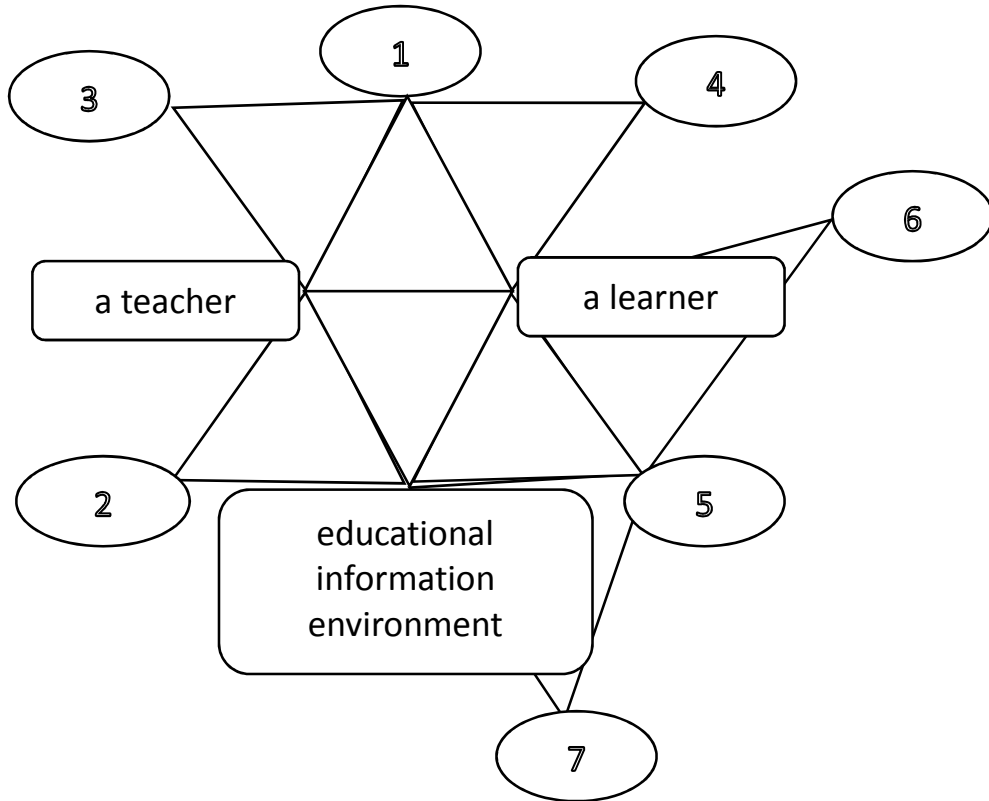 1
3
4
6
a teacher
a learner
2
5
educational
information
environment
7